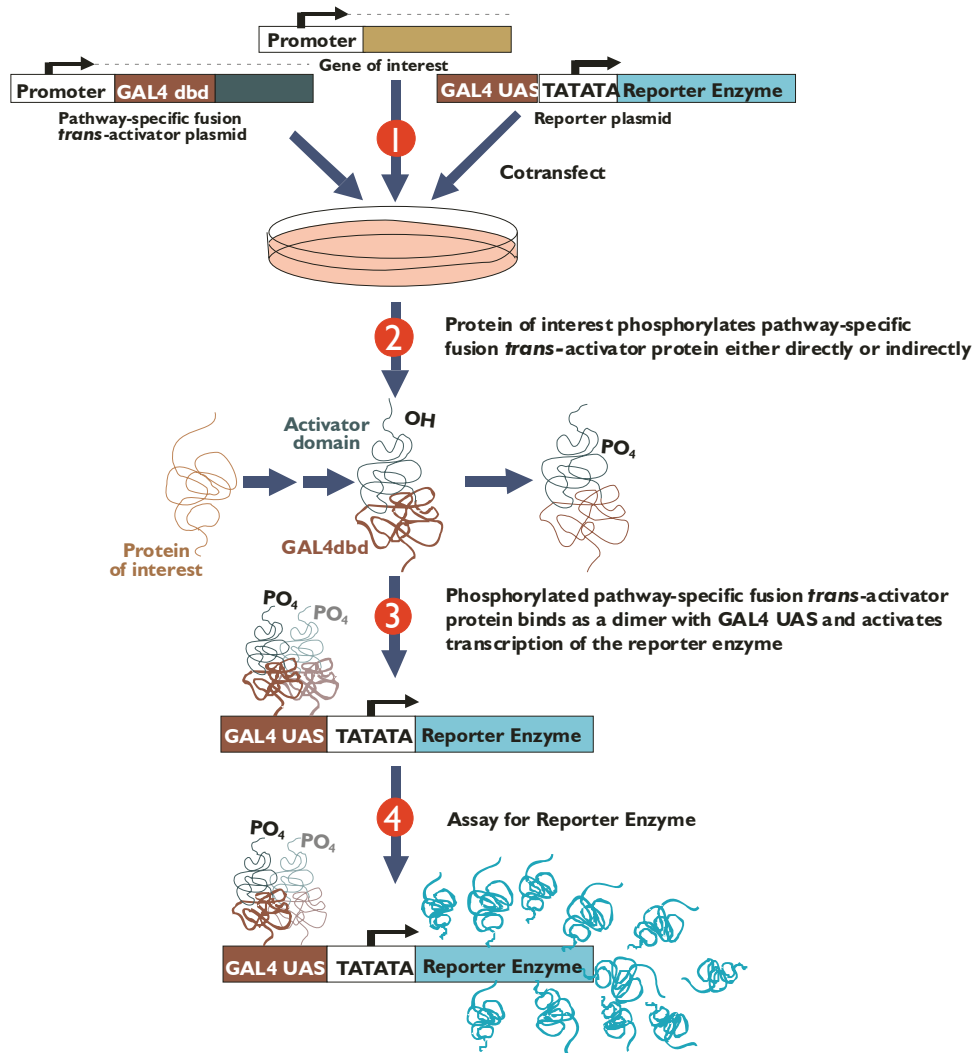 Promoter
Gene of interest
Promoter GAL4 dbd
Pathway-specific fusion
trans-activator plasmid
GAL4 UAS TATATA Reporter Enzyme
Reporter plasmid
1
Cotransfect
2
Protein of interest phosphorylates pathway-specific
fusion trans-activator protein either directly or indirectly
Activator
domain
OH
PO4
GAL4dbd
Protein
of interest
3
Phosphorylated pathway-specific fusion trans-activator
protein binds as a dimer with GAL4 UAS and activates
transcription of the reporter enzyme
PO4 PO4
GAL4 UAS TATATA Reporter Enzyme
4
Assay for Reporter Enzyme
PO4 PO4
GAL4 UAS TATATA Reporter Enzyme